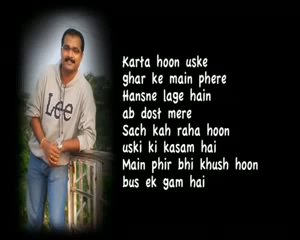 Karta hoon uske
ghar ke main phere
Hansne lage hain
ab dost mere
Sach kah raha hoon
uski ki kasam hai
Main phir bhi khush hoon
bus ek gam hai
Lee